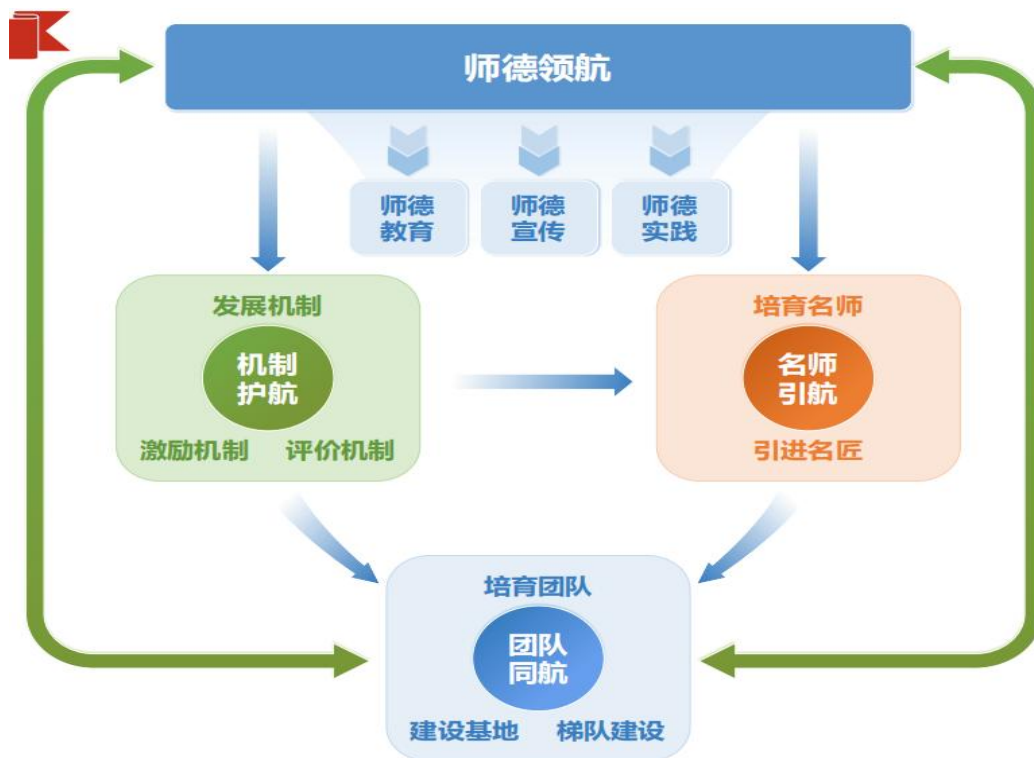 师德领航
师德
教育
师德
宣传
师德
实践
发展机制
机制
护航
激励机制 评价机制
培育名师
名师
引航
引进名匠
培育团队
团队
同航
建设基地 梯队建设